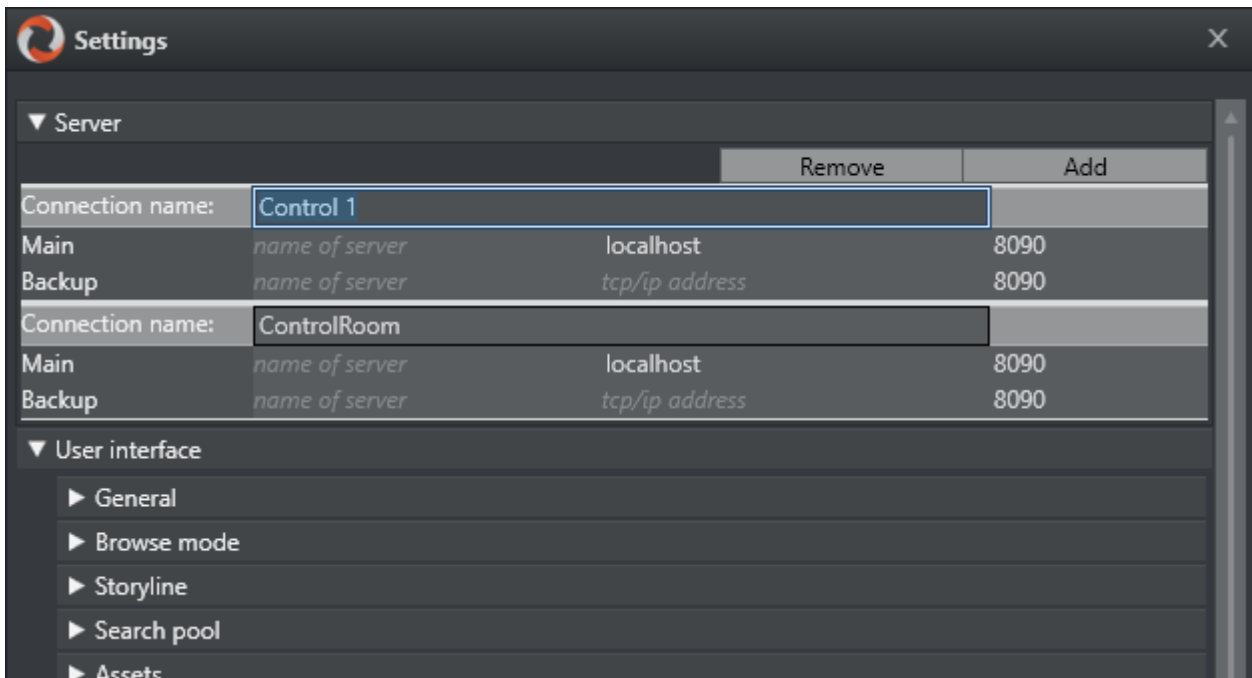 Settings
Server
Remove Add
Connection name: Control 1
Main name of server localhost 8090
Backup name of server tcp/ip address 8090
Connection name: ControlRoom
Main name of server localhost 8090
Backup name of server tcp/ip address 8090
User interface
General
Browse mode
Storyline
Search pool
Assets